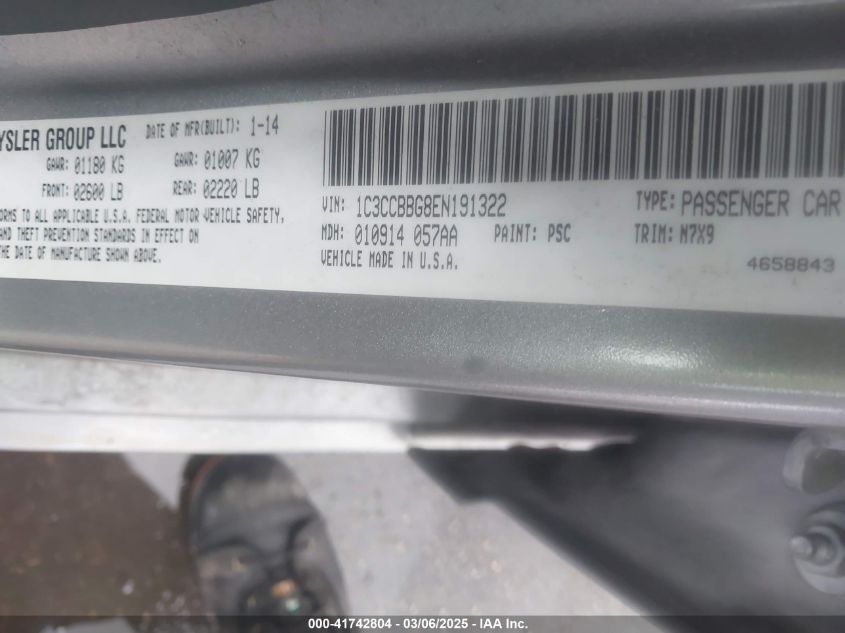 YSLER GROUP LLC DATE OF MFR(BUILT): 1-14
GAWR: 01180 KG GAWR: 01007 KG
FRONT: 02600 LB REAR: 02220 LB
ORMS TO ALL APPLICABLE U.S.A. FEDERAL MOTOR VEHICLE SAFETY,
AND THEFT PREVENTION STANDARDS IN EFFECT ON
THE DATE OF MANUFACTURE SHOWN ABOVE.
VIN: 1C3CCBBG8EN191322 TYPE: PASSENGER CAR
MDH: 010914 057AA PAINT: PSC TRIM: N7X9
VEHICLE MADE IN U.S.A. 4658843
000-41742804 - 03/06/2025 - IAA Inc.